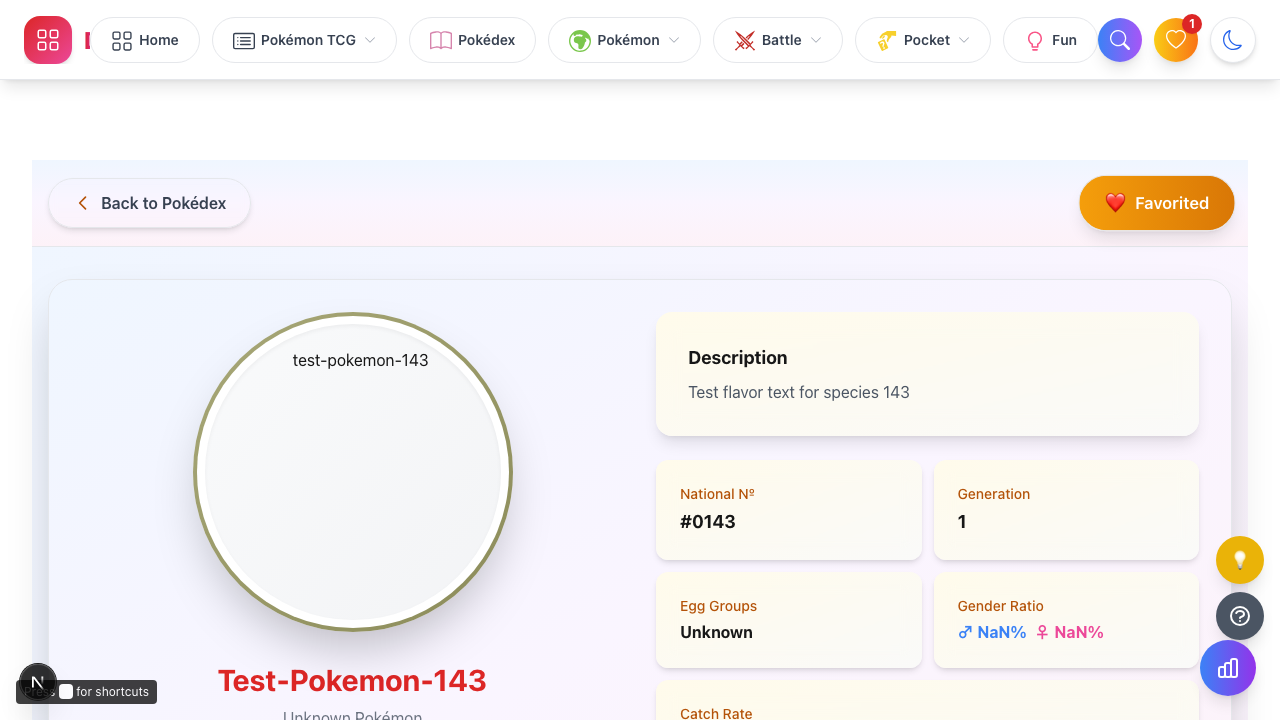 Home
Pokémon TCG
Pokédex
Pokémon
Battle
Pocket
Fun
1
Back to Pokédex
Favorited
test-pokemon-143
Description
Test flavor text for species 143
National Nº
#0143
Generation
1
Egg Groups
Unknown
Gender Ratio
♂ NaN% ♀ NaN%
Test-Pokemon-143
Unknown Pokémon
Catch Rate
N
Press for shortcuts